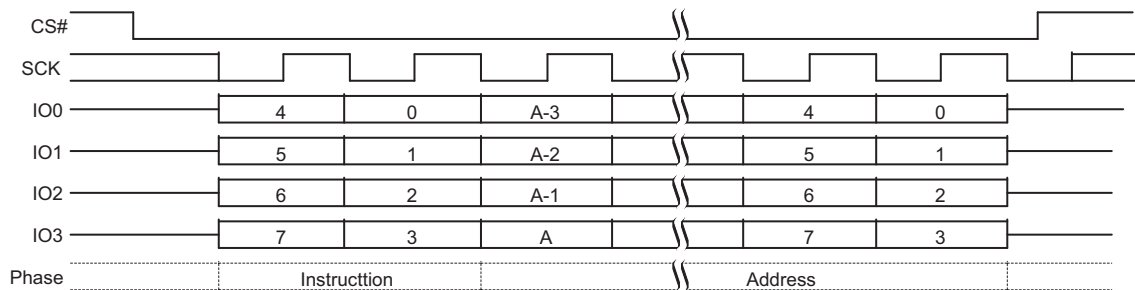 CS#
SCK
IO0 4 0 A-3 4 0
IO1 5 1 A-2 5 1
IO2 6 2 A-1 6 2
IO3 7 3 A 7 3
Phase Instructtion Address